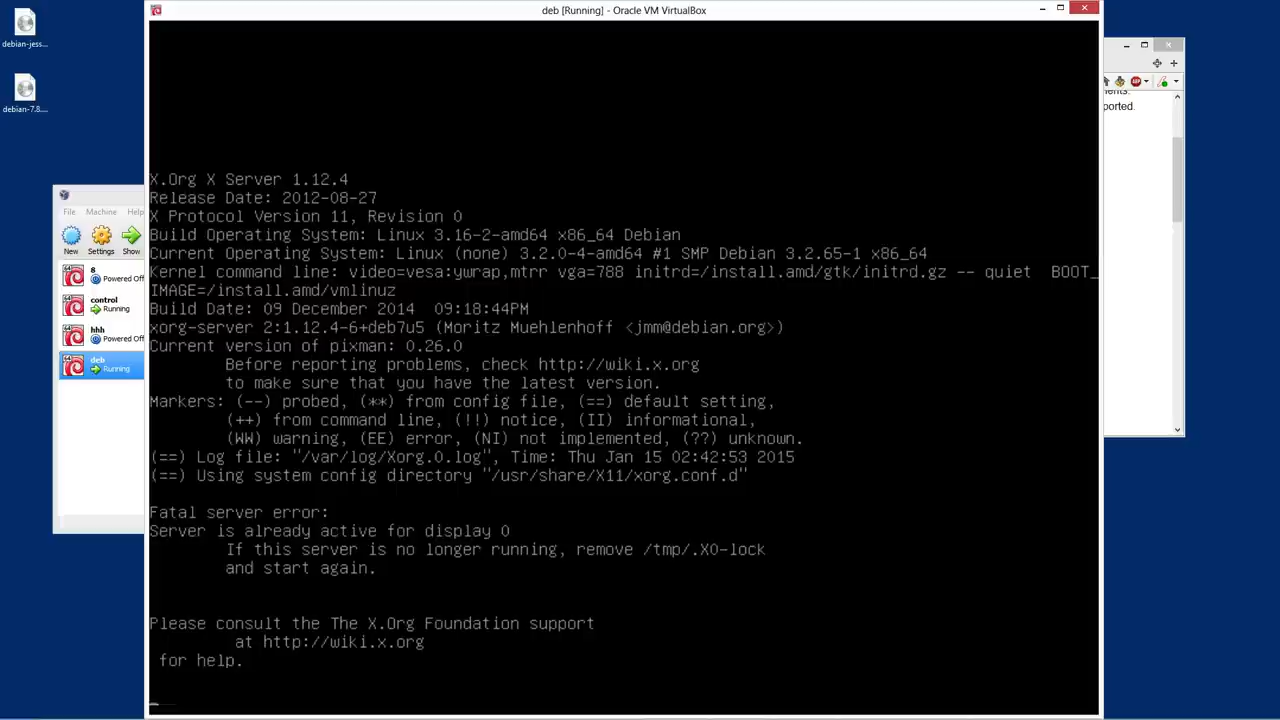 deb [Running] - Oracle VM VirtualBox
debian-jess...
debian-7.8....
ported.
File Machine Help
New Settings Show
8
Powered Off
control
Running
hhh
Powered Off
deb
Running
X.Org X Server 1.12.4
Release Date: 2012-08-27
X Protocol Version 11, Revision 0
Build Operating System: Linux 3.16-2-amd64 x86_64 Debian
Current Operating System: Linux (none) 3.2.0-4-amd64 #1 SMP Debian 3.2.65-1 x86_64
Kernel command line: video=vesa:ywrap,mtrr vga=788 initrd=/install.amd/gtk/initrd.gz -- quiet  BOOT_
IMAGE=/install.amd/vmlinuz
Build Date: 09 December 2014  09:18:44PM
xorg-server 2:1.12.4-6+deb7u5 (Moritz Muehlenhoff <jmm@debian.org>)
Current version of pixman: 0.26.0
Before reporting problems, check http://wiki.x.org
to make sure that you have the latest version.
Markers: (--) probed, (**) from config file, (==) default setting,
(++) from command line, (!!) notice, (II) informational,
(WW) warning, (EE) error, (NI) not implemented, (??) unknown.
(==) Log file: "/var/log/Xorg.0.log", Time: Thu Jan 15 02:42:53 2015
(==) Using system config directory "/usr/share/X11/xorg.conf.d"
Fatal server error:
Server is already active for display 0
If this server is no longer running, remove /tmp/.X0-lock
and start again.
Please consult the The X.Org Foundation support
at http://wiki.x.org
for help.